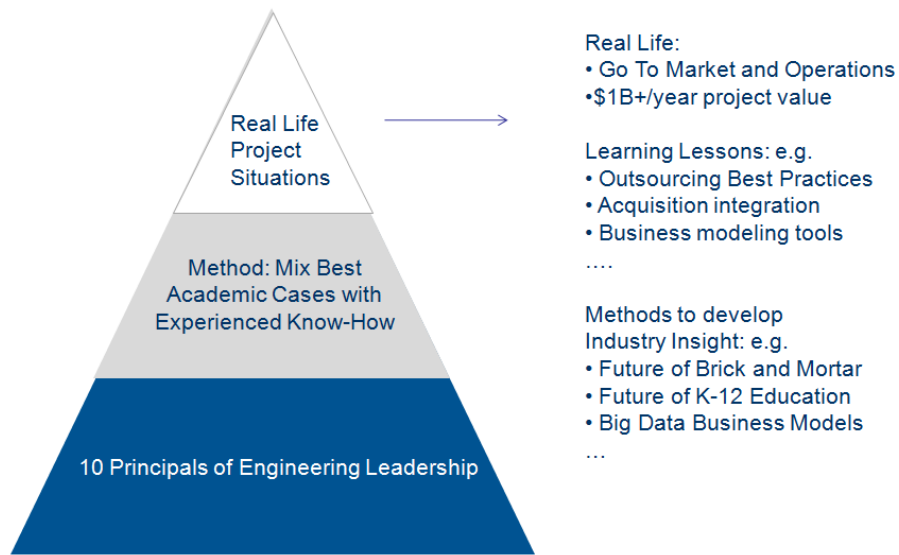 Real Life
Project
Situations
Method: Mix Best
Academic Cases with
Experienced Know-How
10 Principals of Engineering Leadership
Real Life:
• Go To Market and Operations
•$1B+/year project value
Learning Lessons: e.g.
• Outsourcing Best Practices
• Acquisition integration
• Business modeling tools
….
Methods to develop
Industry Insight: e.g.
• Future of Brick and Mortar
• Future of K-12 Education
• Big Data Business Models
…